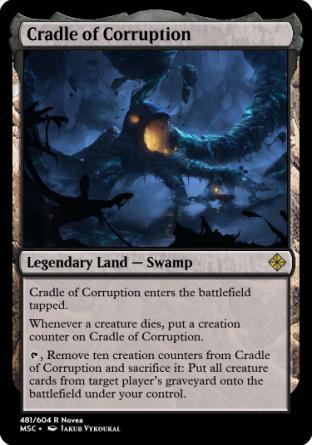 Cradle of Corruption
Legendary Land — Swamp
Cradle of Corruption enters the battlefield
tapped.
Whenever a creature dies, put a creation
counter on Cradle of Corruption.
, Remove ten creation counters from Cradle
of Corruption and sacrifice it: Put all creature
cards from target player's graveyard onto the
battlefield under your control.
481/604 R Novea
MSC • Jakub Vykoukal